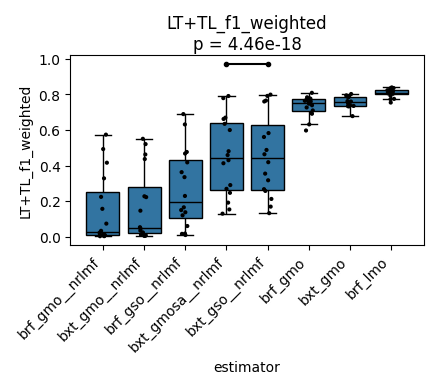 LT+TL_f1_weighted
p = 4.46e-18
LT+TL_f1_weighted
1.0
0.8
0.6
0.4
0.2
0.0
brf_gmo__nrlmf
bxt_gmo__nrlmf
brf_gso__nrlmf
bxt_gmosa__nrlmf
bxt_gso__nrlmf
brf_gmo
bxt_gmo
brf_lmo
estimator